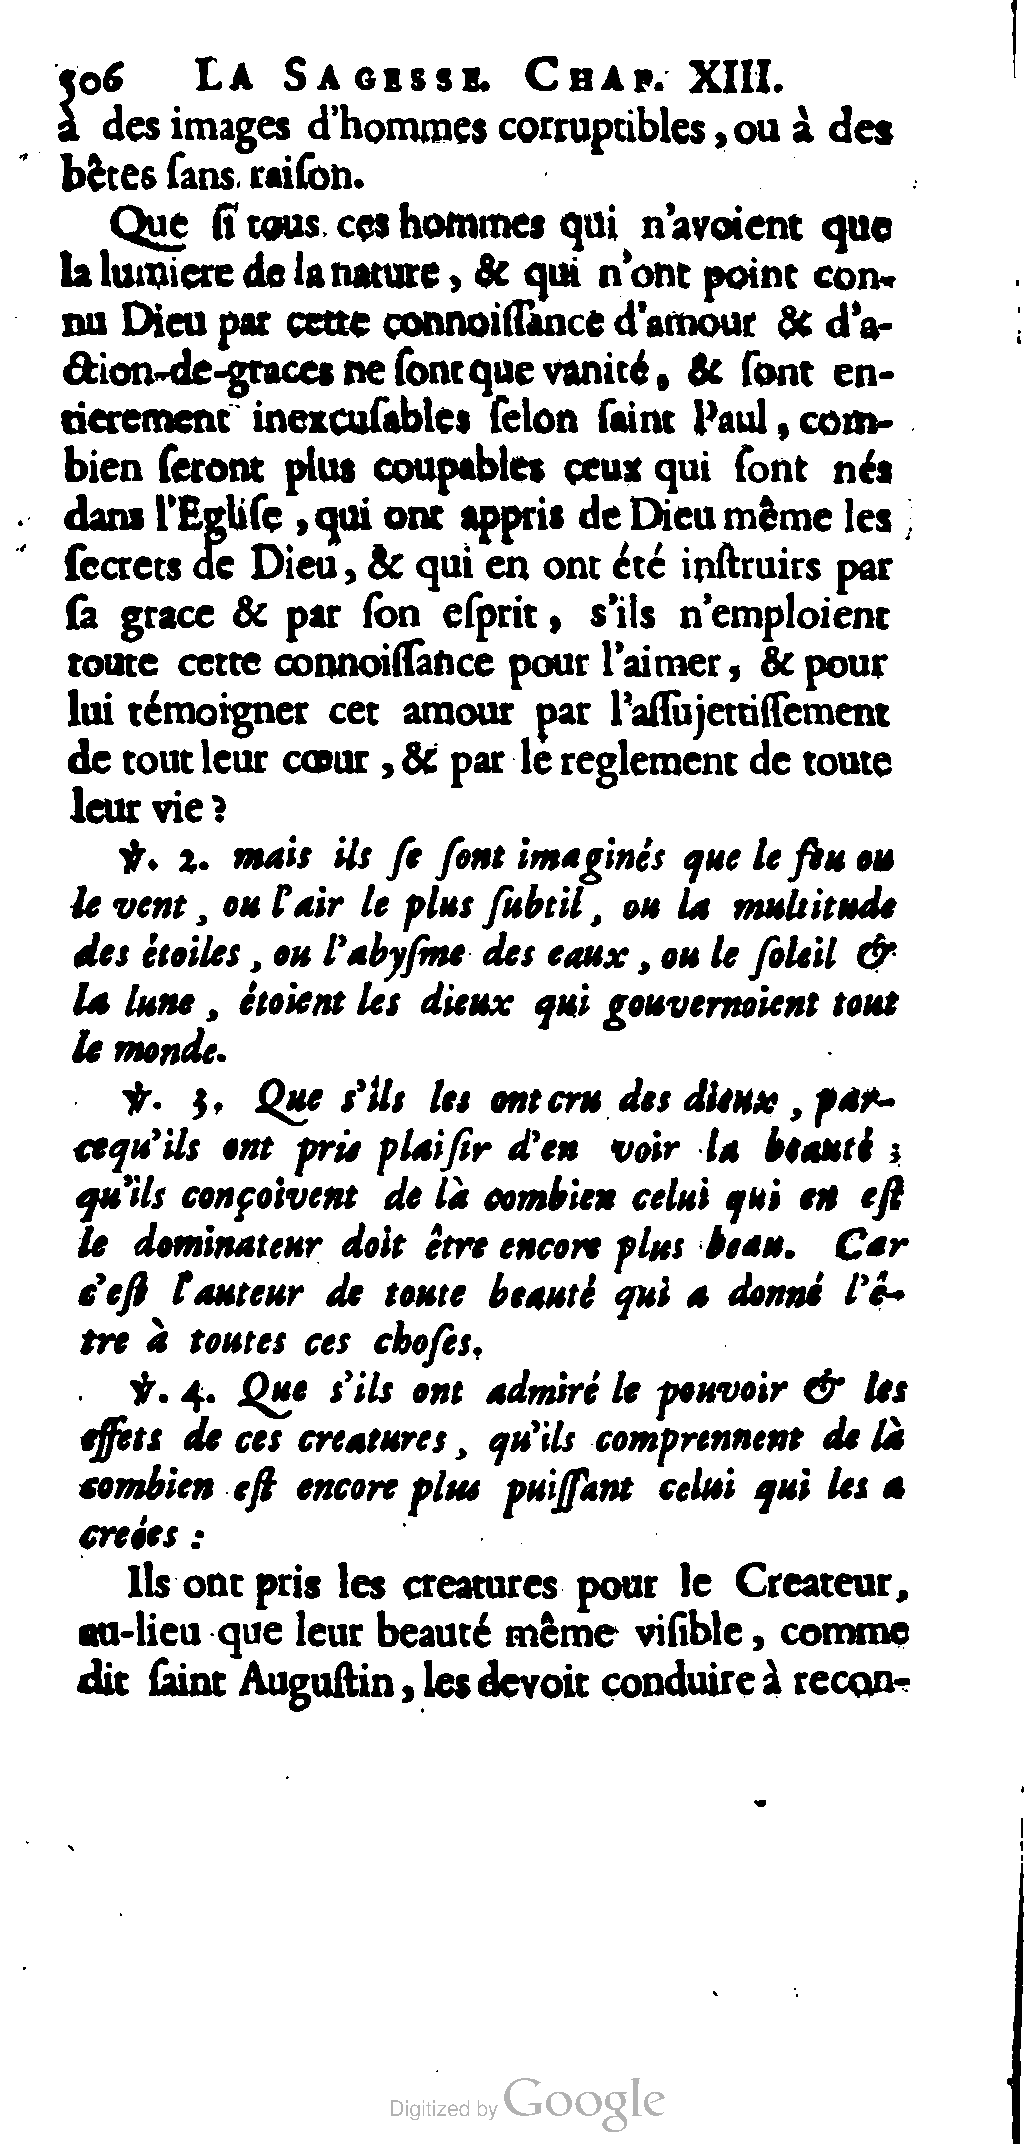 506 LA SAGESSE. CHAP. XIII.
à des images d'hommes corruptibles, ou à des
bêtes ſans raiſon.
Que ſi tous ces hommes qui n'avoient que
la lumiere de la nature, & qui n'ont point con-
nu Dieu par cette connoiſſance d'amour & d'a-
ction-de-graces ne ſont que vanité, & ſont en-
tierement inexcuſables ſelon ſaint Paul, com-
bien ſeront plus coupables ceux qui ſont nés
dans l'Egliſe, qui ont appris de Dieu même les
ſecrets de Dieu, & qui en ont été inſtruits par
ſa grace & par ſon eſprit, s'ils n'emploient
toute cette connoiſſance pour l'aimer, & pour
lui témoigner cet amour par l'aſſujettiſſement
de tout leur cœur, & par le reglement de toute
leur vie?
℣. 2. mais ils ſe ſont imaginés que le feu ou
le vent, ou l'air le plus ſubtil, ou la multitude
des étoiles, ou l'abyſme des eaux, ou le ſoleil &
la lune, étoient les dieux qui gouvernoient tout
le monde.
℣. 3. Que s'ils les ont cru des dieux, par-
cequ'ils ont pris plaiſir d'en voir la beauté;
qu'ils conçoivent de là combien celui qui en eſt
le dominateur doit être encore plus beau. Car
c'eſt l'auteur de toute beauté qui a donné l'ê-
tre à toutes ces choſes.
℣. 4. Que s'ils ont admiré le pouvoir & les
effets de ces creatures, qu'ils comprennent de là
combien eſt encore plus puiſſant celui qui les a
creées:
Ils ont pris les creatures pour le Createur,
au-lieu que leur beauté même viſible, comme
dit ſaint Auguſtin, les devoit conduire à recon-
Digitized by Google